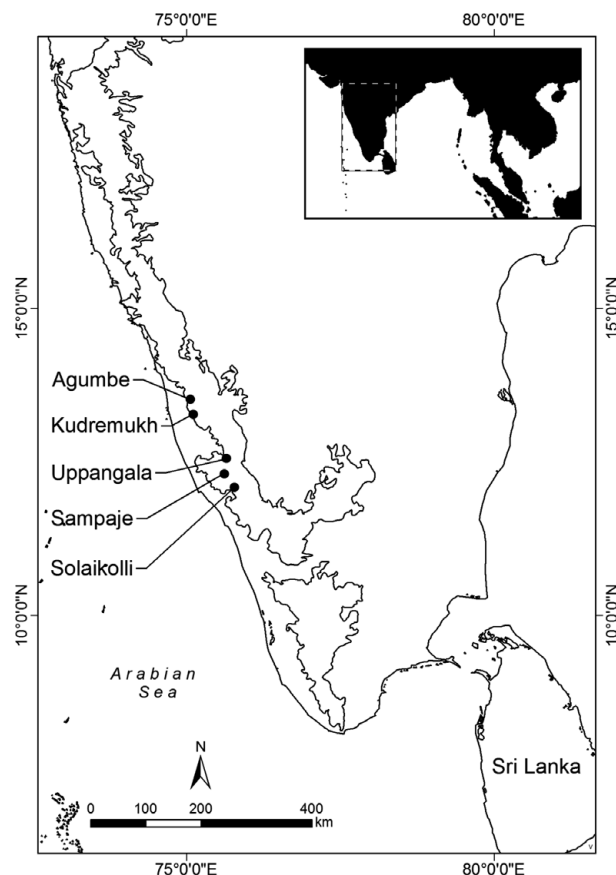 75°0'0"E 80°0'0"E
15°0'0"N 15°0'0"N
Agumbe
Kudremukh
Uppangala
Sampaje
Solaikolli
10°0'0"N 10°0'0"N
Arabian
Sea
N
Sri Lanka
0 100 200 400
km
75°0'0"E 80°0'0"E